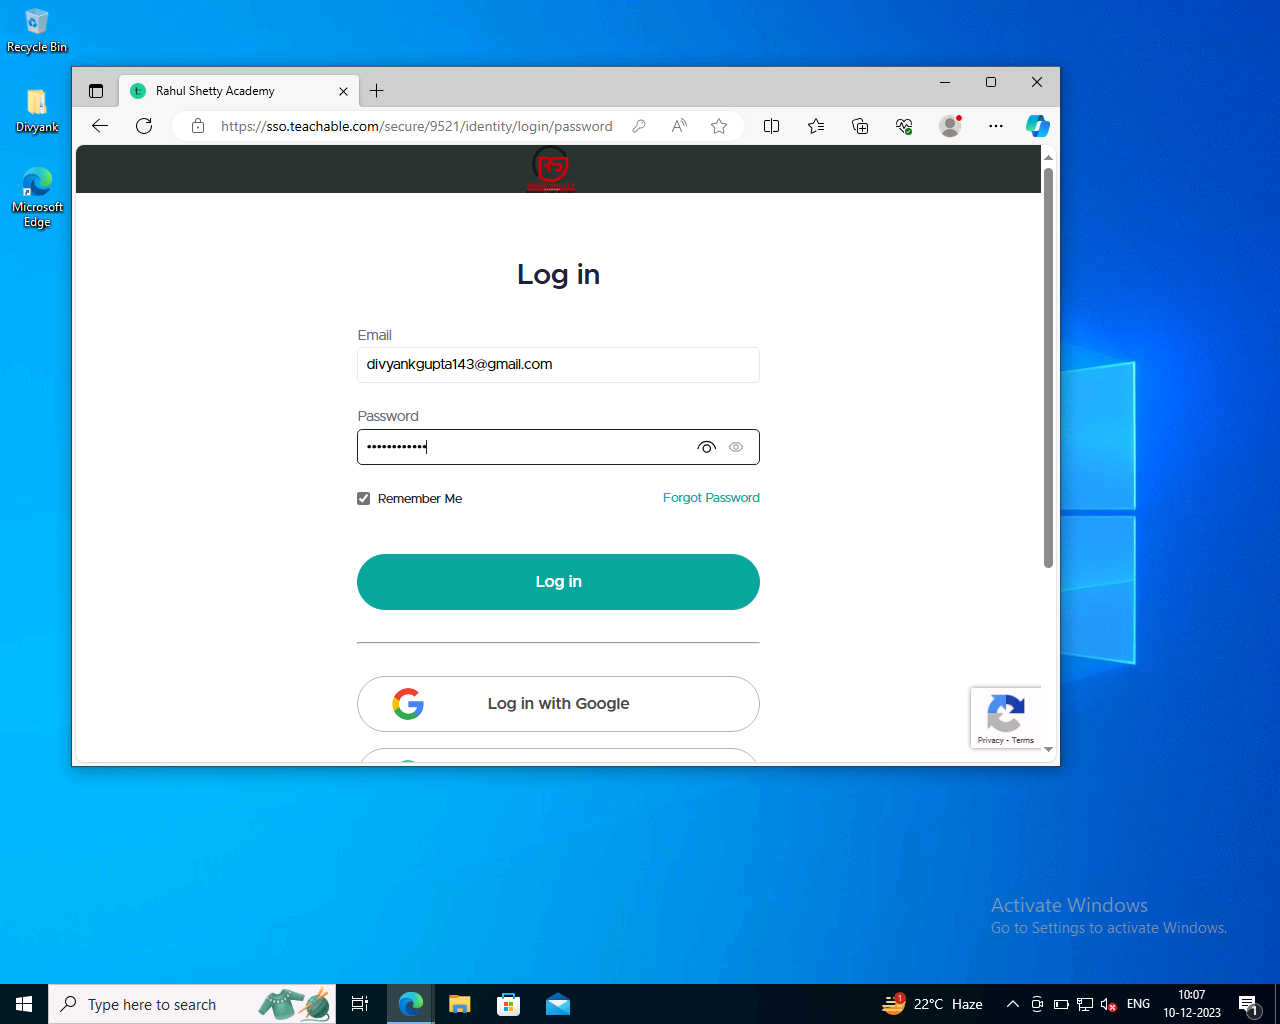 Recycle Bin
Divyank
Microsoft
Edge
Rahul Shetty Academy
https://sso.teachable.com/secure/9521/identity/login/password
Log in
Email
divyankgupta143@gmail.com
Password
Remember Me
Forgot Password
Log in
Log in with Google
Privacy - Terms
Activate Windows
Go to Settings to activate Windows.
Type here to search
1
22°C Haze
ENG
10:07
10-12-2023
1